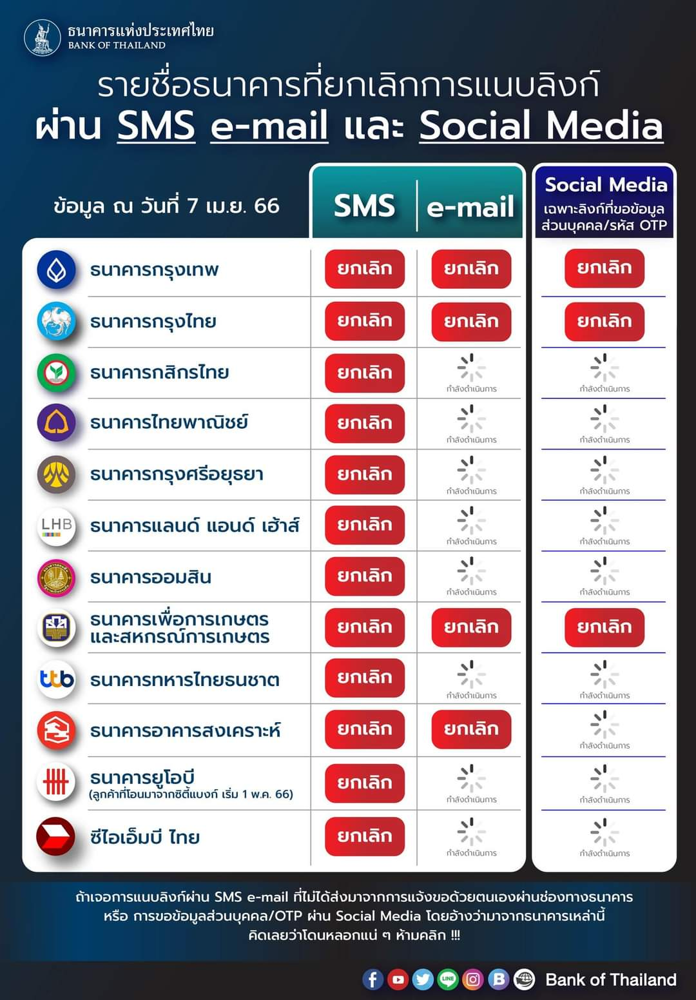 ธนาคารแห่งประเทศไทย
BANK OF THAILAND
รายชื่อธนาคารที่ยกเลิกการแนบลิงก์
ผ่าน SMS e-mail และ Social Media
ข้อมูล ณ วันที่ 7 เม.ย. 66
SMS
e-mail
Social Media
เฉพาะลิงก์ที่ขอข้อมูล
ส่วนบุคคล/รหัส OTP
ธนาคารกรุงเทพ ยกเลิก ยกเลิก ยกเลิก
ธนาคารกรุงไทย ยกเลิก ยกเลิก ยกเลิก
ธนาคารกสิกรไทย ยกเลิก กำลังดำเนินการ กำลังดำเนินการ
ธนาคารไทยพาณิชย์ ยกเลิก กำลังดำเนินการ กำลังดำเนินการ
ธนาคารกรุงศรีอยุธยา ยกเลิก กำลังดำเนินการ กำลังดำเนินการ
LHB ธนาคารแลนด์ แอนด์ เฮ้าส์ ยกเลิก กำลังดำเนินการ กำลังดำเนินการ
ธนาคารออมสิน ยกเลิก กำลังดำเนินการ กำลังดำเนินการ
ธนาคารเพื่อการเกษตร
และสหกรณ์การเกษตร ยกเลิก ยกเลิก ยกเลิก
ttb ธนาคารทหารไทยธนชาต ยกเลิก กำลังดำเนินการ กำลังดำเนินการ
ธนาคารอาคารสงเคราะห์ ยกเลิก ยกเลิก กำลังดำเนินการ
ธนาคารยูโอบี
(ลูกค้าที่โอนมาจากซิตี้แบงก์ เริ่ม 1 พ.ค. 66) ยกเลิก กำลังดำเนินการ กำลังดำเนินการ
ซีไอเอ็มบี ไทย ยกเลิก กำลังดำเนินการ กำลังดำเนินการ
ถ้าเจอการแนบลิงก์ผ่าน SMS e-mail ที่ไม่ได้ส่งมาจากการแจ้งขอด้วยตนเองผ่านช่องทางธนาคาร
หรือ การขอข้อมูลส่วนบุคคล/OTP ผ่าน Social Media โดยอ้างว่ามาจากธนาคารเหล่านี้
คิดเลยว่าโดนหลอกแน่ ๆ ห้ามคลิก !!!
LINE B Bank of Thailand